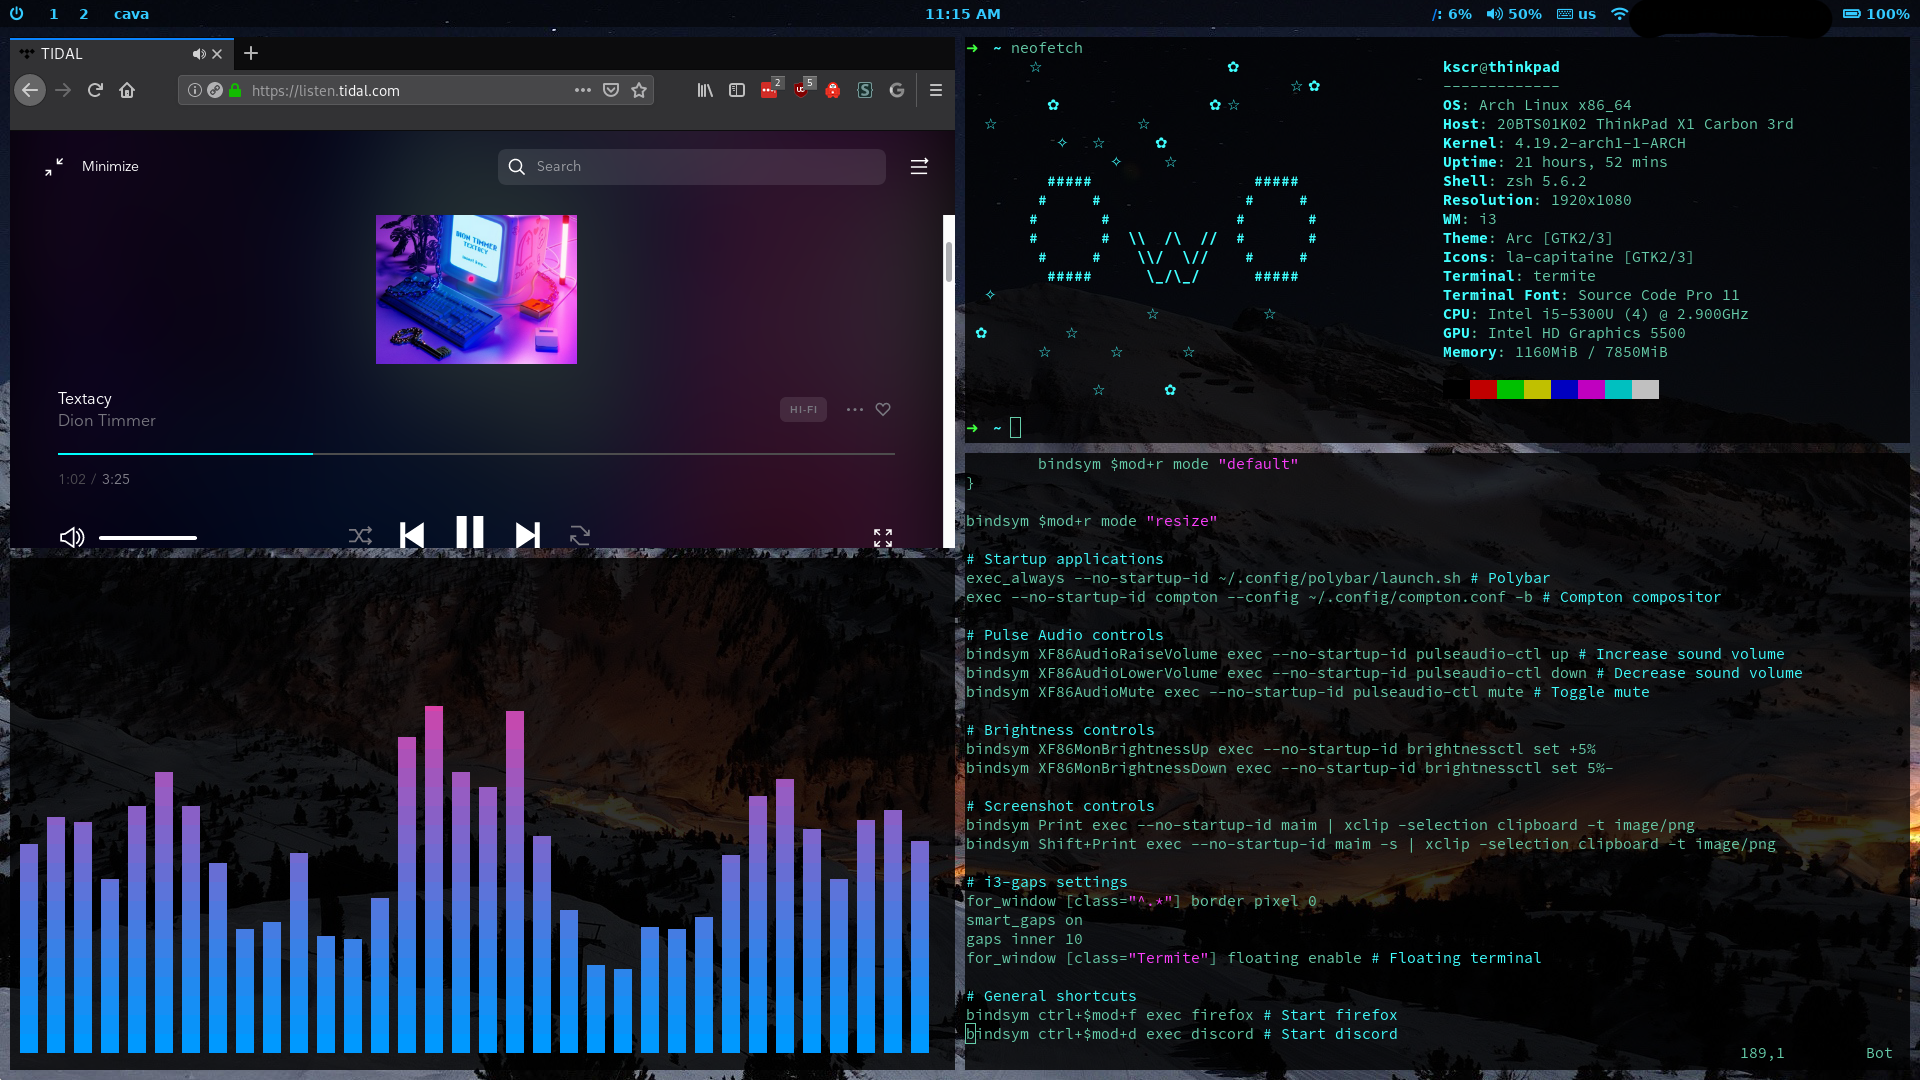 1 2 cava
11:15 AM
/: 6% 50% us 100%
TIDAL
2 5
https://listen.tidal.com
Minimize
Search
DION TIMMER
TEXTACY
Textacy
Dion Timmer
HI-FI
1:02 / 3:25
➜ ~ neofetch
##### #####
# # # #
# # # #
# # \\ /\ // # #
# # \\/ \// # #
##### \_/\_/ #####
kscr@thinkpad
-------------
OS: Arch Linux x86_64
Host: 20BTS01K02 ThinkPad X1 Carbon 3rd
Kernel: 4.19.2-arch1-1-ARCH
Uptime: 21 hours, 52 mins
Shell: zsh 5.6.2
Resolution: 1920x1080
WM: i3
Theme: Arc [GTK2/3]
Icons: la-capitaine [GTK2/3]
Terminal: termite
Terminal Font: Source Code Pro 11
CPU: Intel i5-5300U (4) @ 2.900GHz
GPU: Intel HD Graphics 5500
Memory: 1160MiB / 7850MiB
➜ ~
bindsym $mod+r mode "default"
}
bindsym $mod+r mode "resize"
# Startup applications
exec_always --no-startup-id ~/.config/polybar/launch.sh # Polybar
exec --no-startup-id compton --config ~/.config/compton.conf -b # Compton compositor
# Pulse Audio controls
bindsym XF86AudioRaiseVolume exec --no-startup-id pulseaudio-ctl up # Increase sound volume
bindsym XF86AudioLowerVolume exec --no-startup-id pulseaudio-ctl down # Decrease sound volume
bindsym XF86AudioMute exec --no-startup-id pulseaudio-ctl mute # Toggle mute
# Brightness controls
bindsym XF86MonBrightnessUp exec --no-startup-id brightnessctl set +5%
bindsym XF86MonBrightnessDown exec --no-startup-id brightnessctl set 5%-
# Screenshot controls
bindsym Print exec --no-startup-id maim | xclip -selection clipboard -t image/png
bindsym Shift+Print exec --no-startup-id maim -s | xclip -selection clipboard -t image/png
# i3-gaps settings
for_window [class="^.*"] border pixel 0
smart_gaps on
gaps inner 10
for_window [class="Termite"] floating enable # Floating terminal
# General shortcuts
bindsym ctrl+$mod+f exec firefox # Start firefox
bindsym ctrl+$mod+d exec discord # Start discord
189,1 Bot